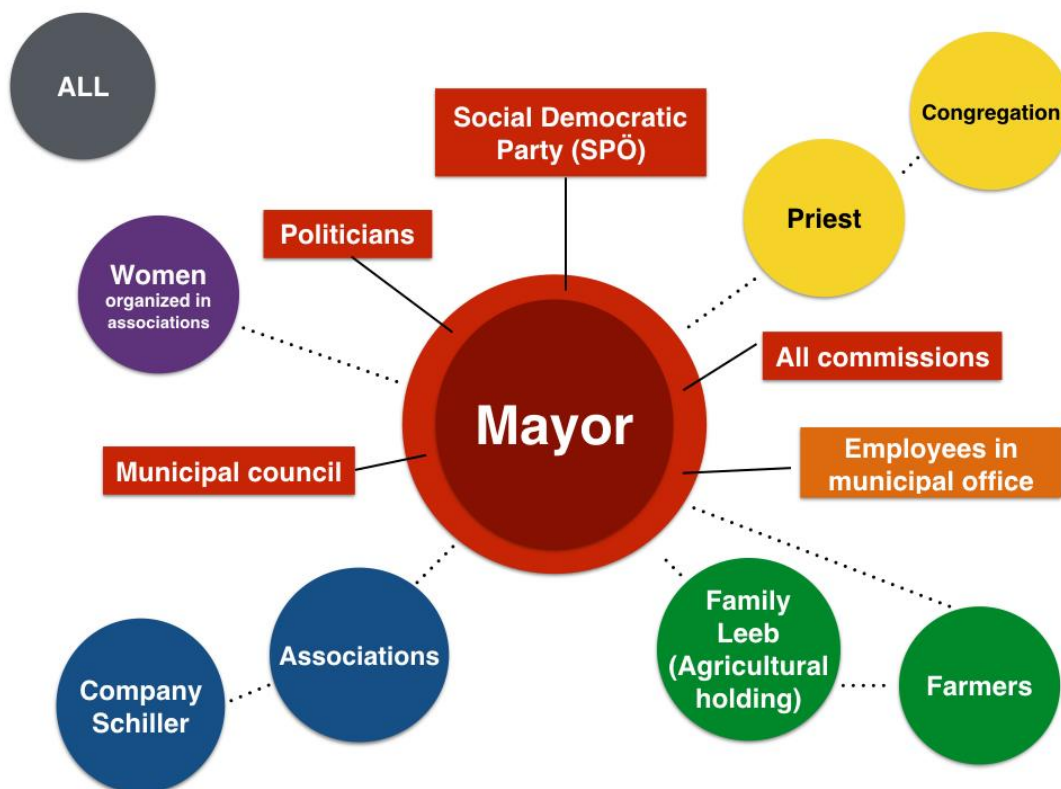 ALL
Social Democratic
Party (SPÖ)
Congregation
Priest
Politicians
Women
organized in
associations
All commissions
Mayor
Municipal council
Employees in
municipal office
Family
Leeb
(Agricultural
holding)
Associations
Farmers
Company
Schiller